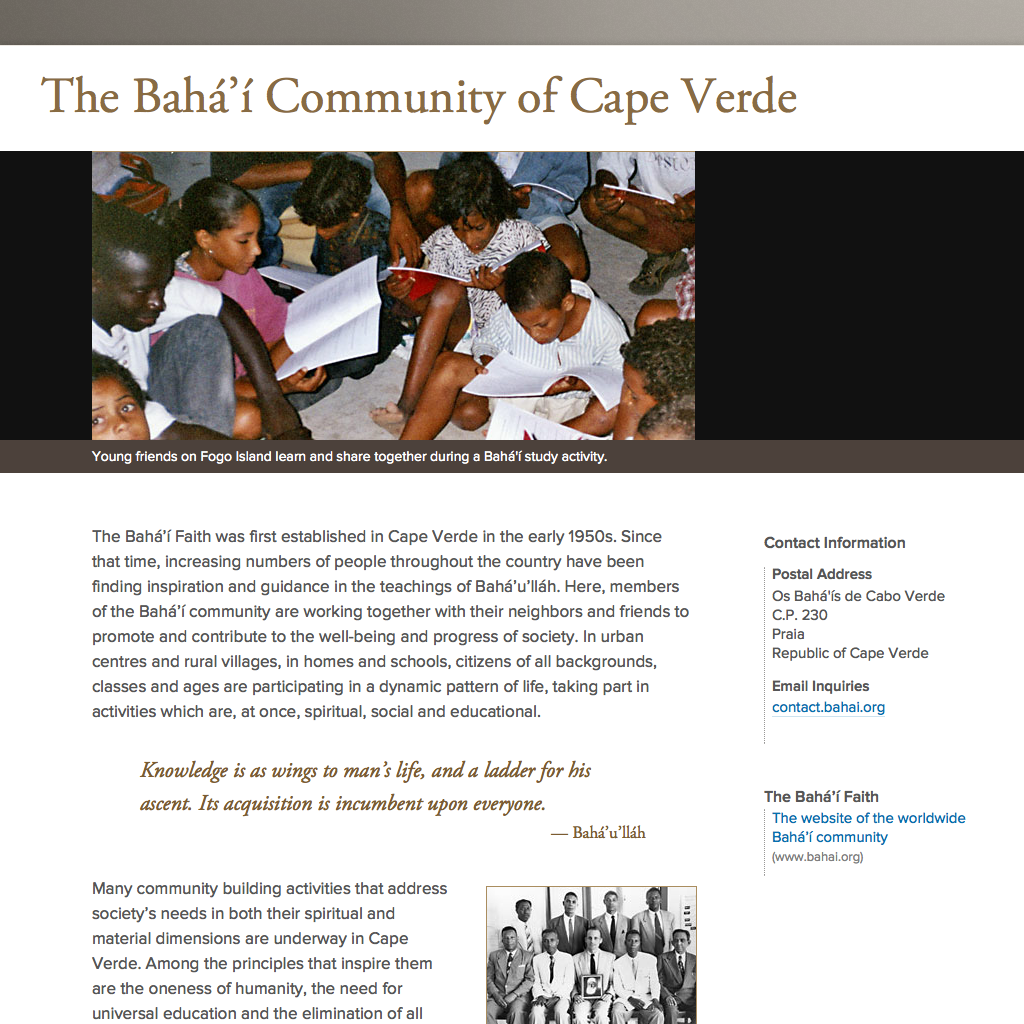 The Bahá’í Community of Cape Verde
Young friends on Fogo Island learn and share together during a Bahá’í study activity.
The Bahá’í Faith was first established in Cape Verde in the early 1950s. Since
that time, increasing numbers of people throughout the country have been
finding inspiration and guidance in the teachings of Bahá’u’lláh. Here, members
of the Bahá’í community are working together with their neighbors and friends to
promote and contribute to the well-being and progress of society. In urban
centres and rural villages, in homes and schools, citizens of all backgrounds,
classes and ages are participating in a dynamic pattern of life, taking part in
activities which are, at once, spiritual, social and educational.
Knowledge is as wings to man’s life, and a ladder for his
ascent. Its acquisition is incumbent upon everyone.
— Bahá’u’lláh
Many community building activities that address
society’s needs in both their spiritual and
material dimensions are underway in Cape
Verde. Among the principles that inspire them
are the oneness of humanity, the need for
universal education and the elimination of all
Contact Information
Postal Address
Os Bahá'ís de Cabo Verde
C.P. 230
Praia
Republic of Cape Verde
Email Inquiries
contact.bahai.org
The Bahá’í Faith
The website of the worldwide
Bahá’í community
(www.bahai.org)